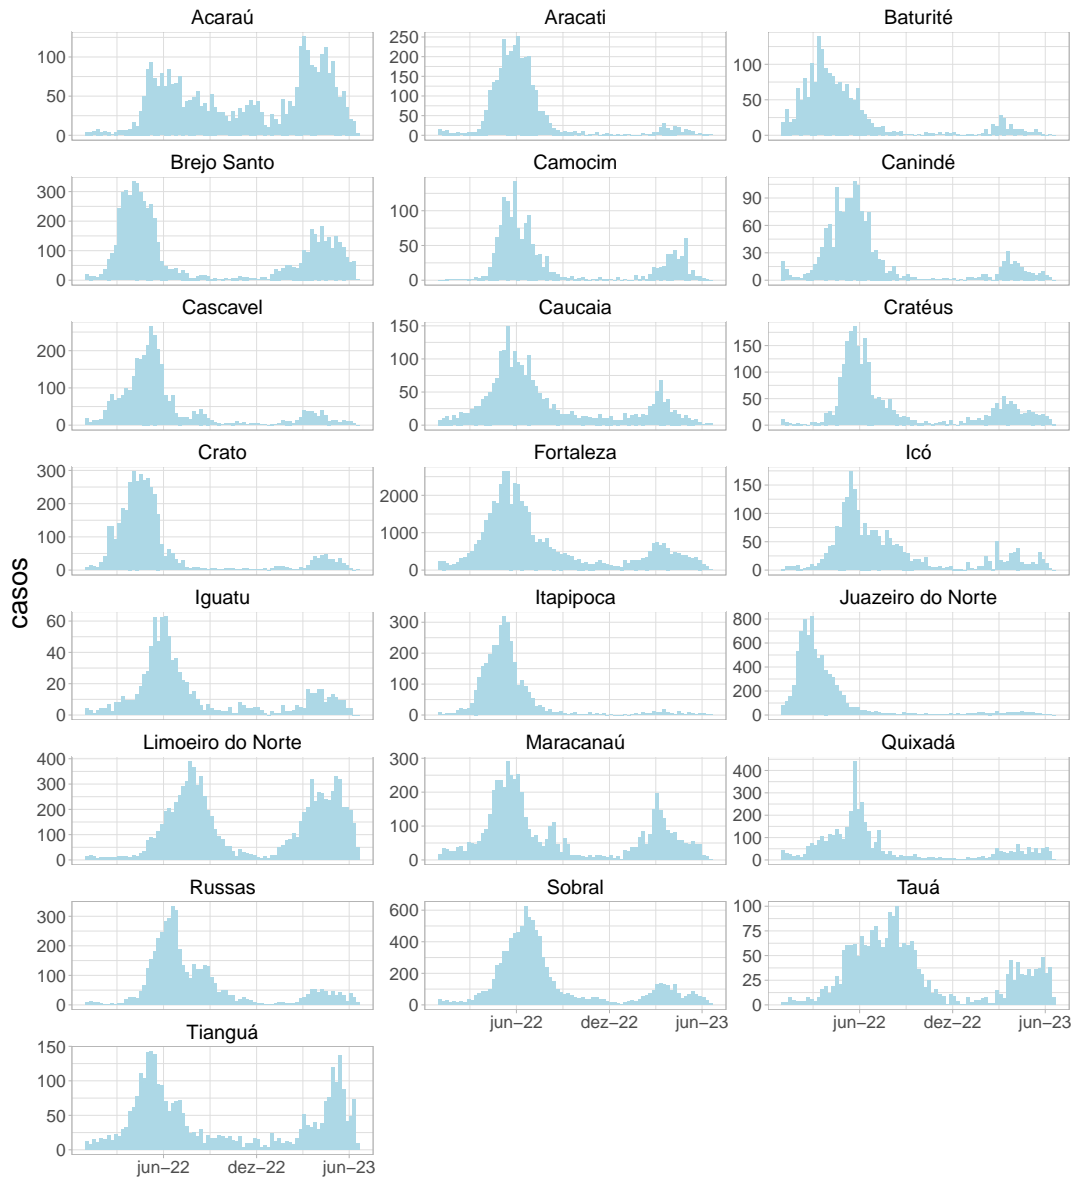 Acaraú Aracati Baturité
0 50 100
0 25 50 75 100 125 150 175 200 225 250
0 50 100
Brejo Santo Camocim Canindé
0 100 200 300
0 50 100
0 30 60 90
Cascavel Caucaia Cratéus
0 100 200
0 50 100 150
0 50 100 150
Crato Fortaleza Icó
0 100 200 300
0 1000 2000
0 50 100 150
casos
Iguatu Itapipoca Juazeiro do Norte
0 20 40 60
0 100 200 300
0 200 400 600 800
Limoeiro do Norte Maracanaú Quixadá
0 100 200 300 400
0 100 200 300
0 100 200 300 400
Russas Sobral Tauá
0 100 200 300
0 200 400 600
0 25 50 75 100
jun−22 dez−22 jun−23 jun−22 dez−22 jun−23
Tianguá
0 50 100 150
jun−22 dez−22 jun−23